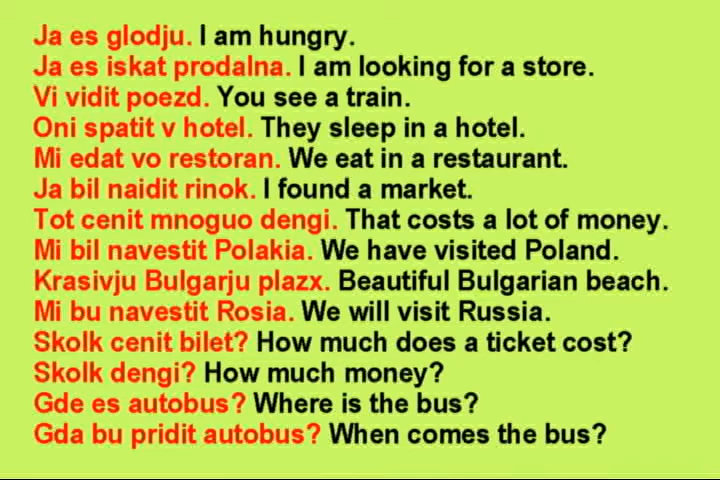 Ja es glodju. I am hungry.
Ja es iskat prodalna. I am looking for a store.
Vi vidit poezd. You see a train.
Oni spatit v hotel. They sleep in a hotel.
Mi edat vo restoran. We eat in a restaurant.
Ja bil naidit rinok. I found a market.
Tot cenit mnoguo dengi. That costs a lot of money.
Mi bil navestit Polakia. We have visited Poland.
Krasivju Bulgarju plazx. Beautiful Bulgarian beach.
Mi bu navestit Rosia. We will visit Russia.
Skolk cenit bilet? How much does a ticket cost?
Skolk dengi? How much money?
Gde es autobus? Where is the bus?
Gda bu pridit autobus? When comes the bus?